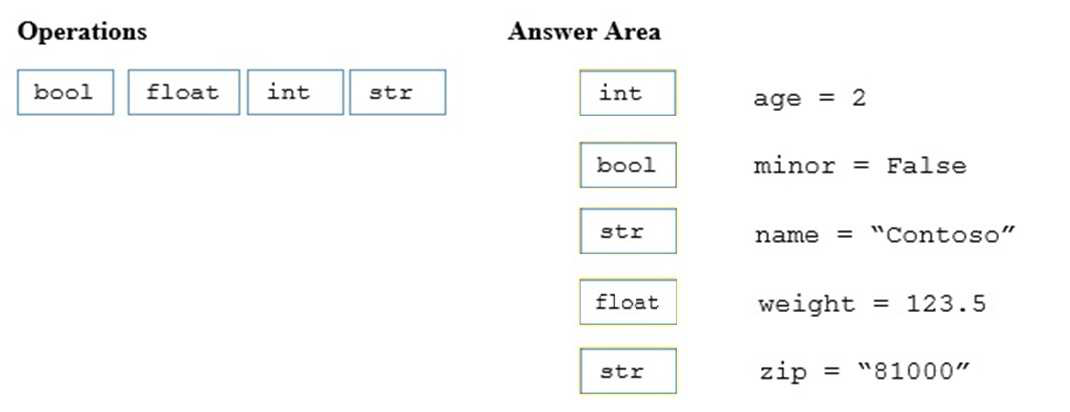 Operations
Answer Area
bool float int str
int age = 2
bool minor = False
str name = “Contoso”
float weight = 123.5
str zip = “81000”